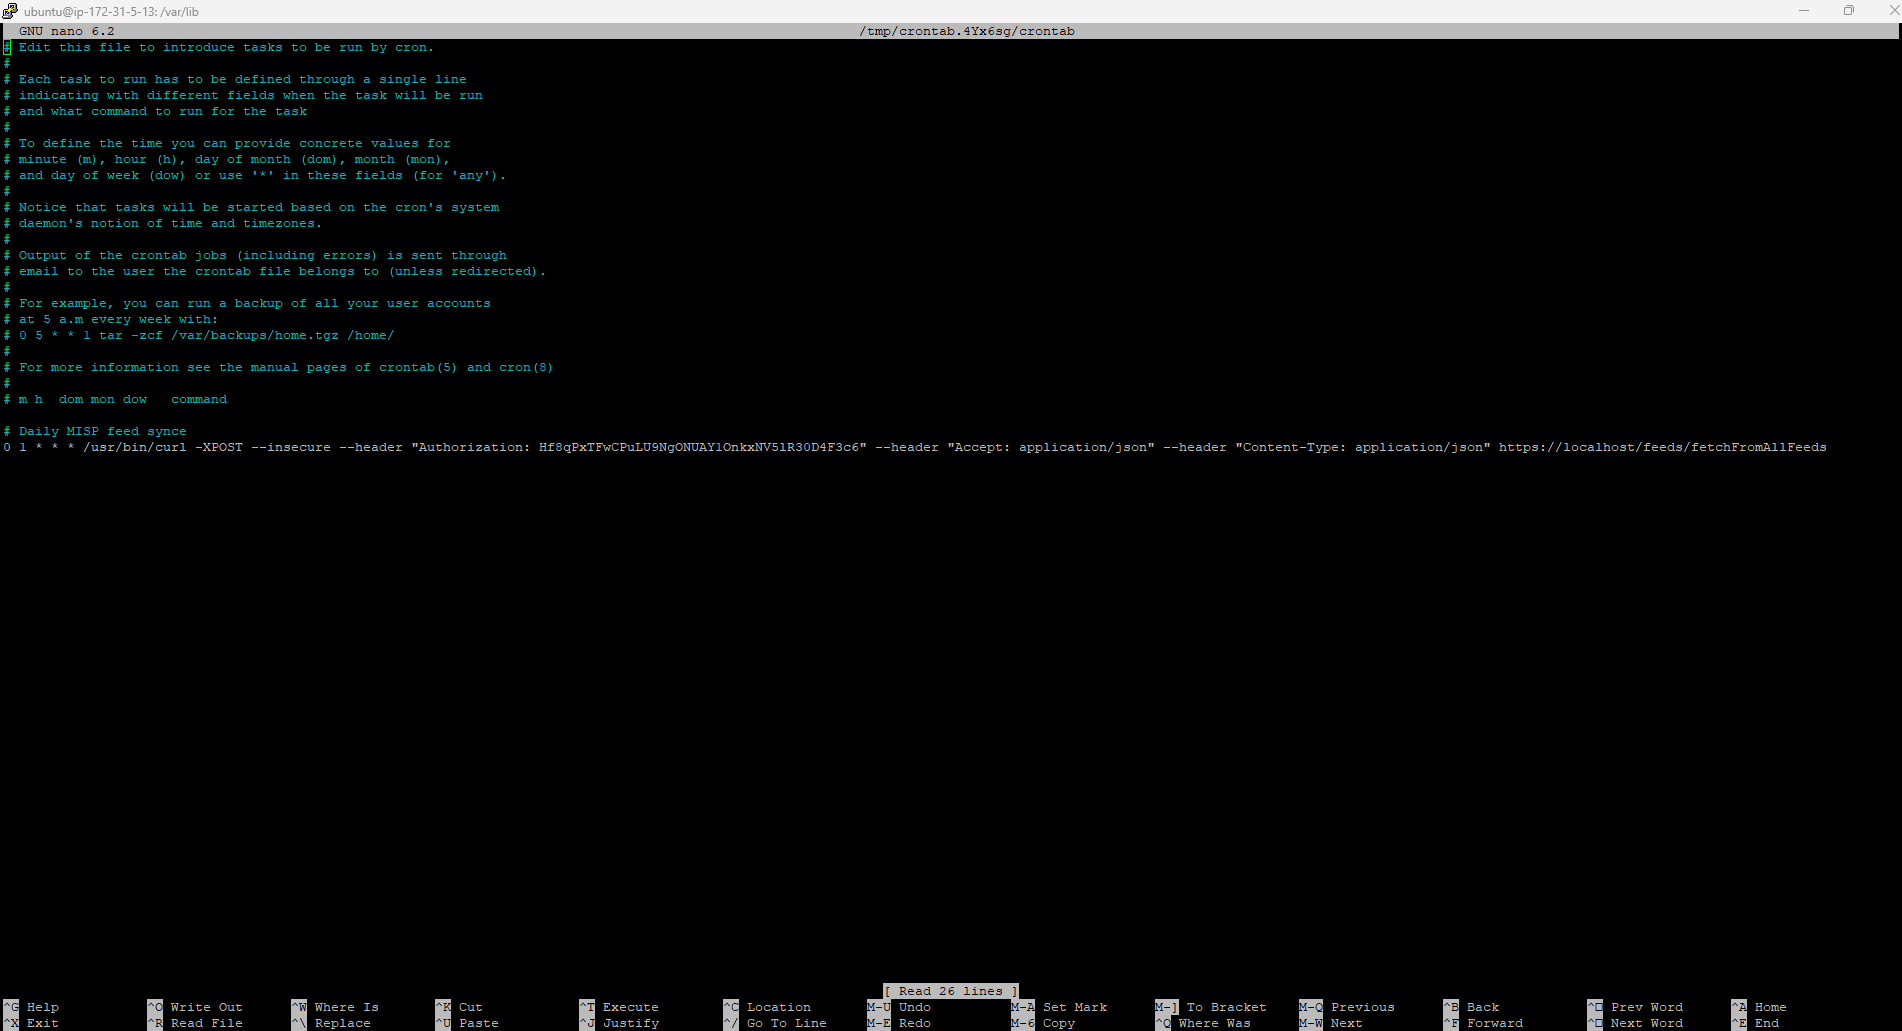 ubuntu@ip-172-31-5-13: /var/lib
GNU nano 6.2 /tmp/crontab.4Yx6sg/crontab
# Edit this file to introduce tasks to be run by cron.
#
# Each task to run has to be defined through a single line
# indicating with different fields when the task will be run
# and what command to run for the task
#
# To define the time you can provide concrete values for
# minute (m), hour (h), day of month (dom), month (mon),
# and day of week (dow) or use '*' in these fields (for 'any').
#
# Notice that tasks will be started based on the cron's system
# daemon's notion of time and timezones.
#
# Output of the crontab jobs (including errors) is sent through
# email to the user the crontab file belongs to (unless redirected).
#
# For example, you can run a backup of all your user accounts
# at 5 a.m every week with:
# 0 5 * * 1 tar -zcf /var/backups/home.tgz /home/
#
# For more information see the manual pages of crontab(5) and cron(8)
#
# m h  dom mon dow   command
# Daily MISP feed synce
0 1 * * * /usr/bin/curl -XPOST --insecure --header "Authorization: Hf8qPxTFwCPuLU9NgONUAYlOnkxNV5lR30D4F3c6" --header "Accept: application/json" --header "Content-Type: application/json" https://localhost/feeds/fetchFromAllFeeds
[ Read 26 lines ]
^G Help ^O Write Out ^W Where Is ^K Cut ^T Execute ^C Location M-U Undo M-A Set Mark M-] To Bracket M-Q Previous ^B Back ^□ Prev Word ^A Home
^X Exit ^R Read File ^\ Replace ^U Paste ^J Justify ^/ Go To Line M-E Redo M-6 Copy ^Q Where Was M-W Next ^F Forward ^□ Next Word ^E End